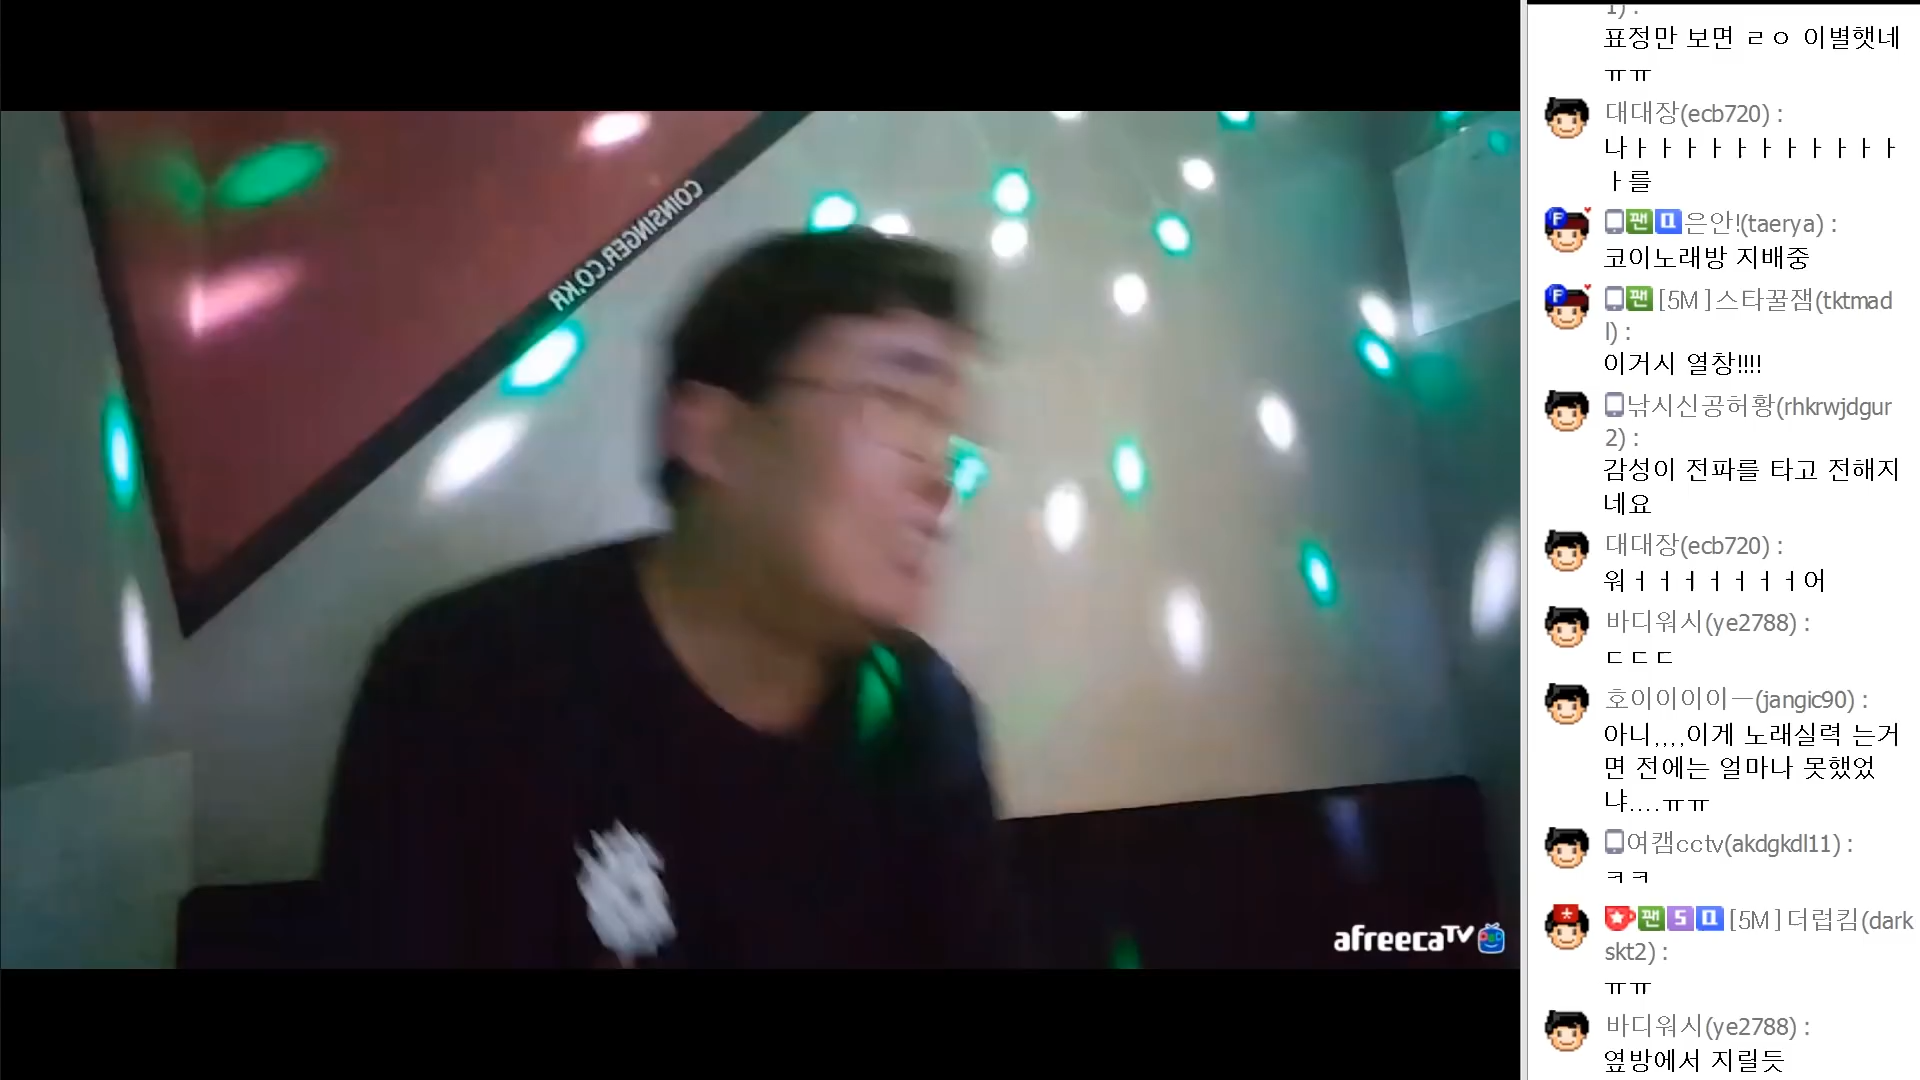 COINSINGER.CO.KR
afreecaTV
1) :
표정만 보면 ㄹㅇ 이별햇네
ㅠㅠ
대대장(ecb720) :
나ㅏㅏㅏㅏㅏㅏㅏㅏㅏㅏㅏ
ㅏ를
팬 은안!(taerya) :
코이노래방 지배중
팬 [5M]스타꿀잼(tktmad
l) :
이거시 열창!!!!
낚시신공허황(rhkrwjdgur
2) :
감성이 전파를 타고 전해지
네요
대대장(ecb720) :
워ㅓㅓㅓㅓㅓㅓㅓ어
바디워시(ye2788) :
ㄷㄷㄷ
호이이이이ㅡ(jangic90) :
아니,,,,이게 노래실력 는거
면 전에는 얼마나 못했었
냐....ㅠㅠ
여캠cctv(akdgkdl11) :
ㅋㅋ
팬 S [5M]더럽킴(dark
skt2) :
ㅠㅠ
바디워시(ye2788) :
옆방에서 지릴듯